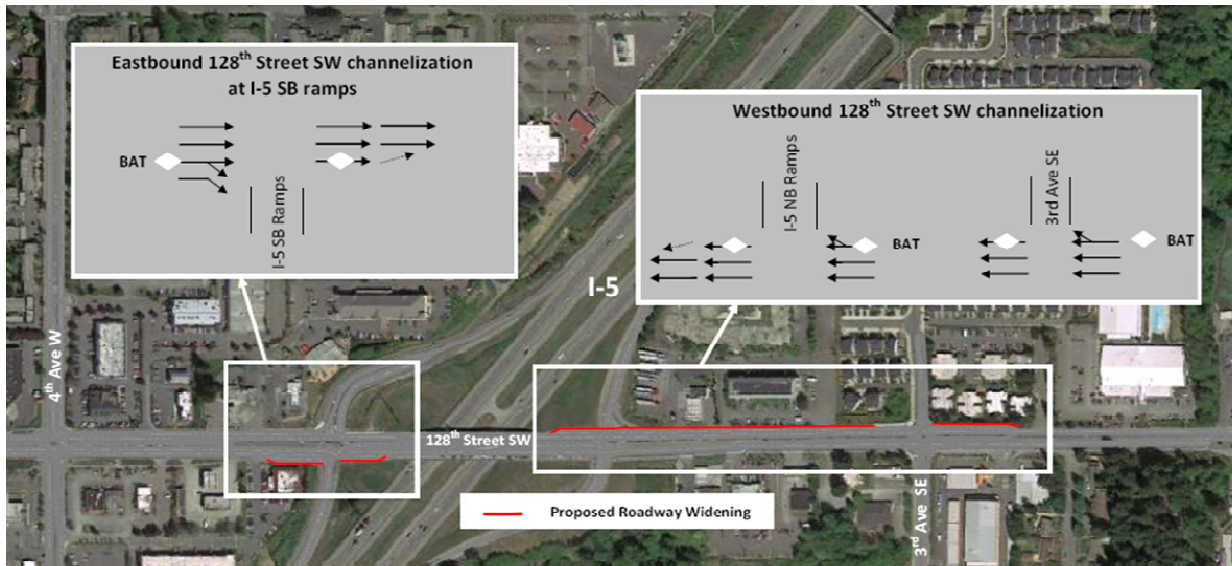 Eastbound 128th Street SW channelization
at I-5 SB ramps
BAT
I-5 SB Ramps
Westbound 128th Street SW channelization
I-5 NB Ramps
3rd Ave SE
BAT
BAT
I-5
4th Ave W
128th Street SW
3rd Ave SE
Proposed Roadway Widening